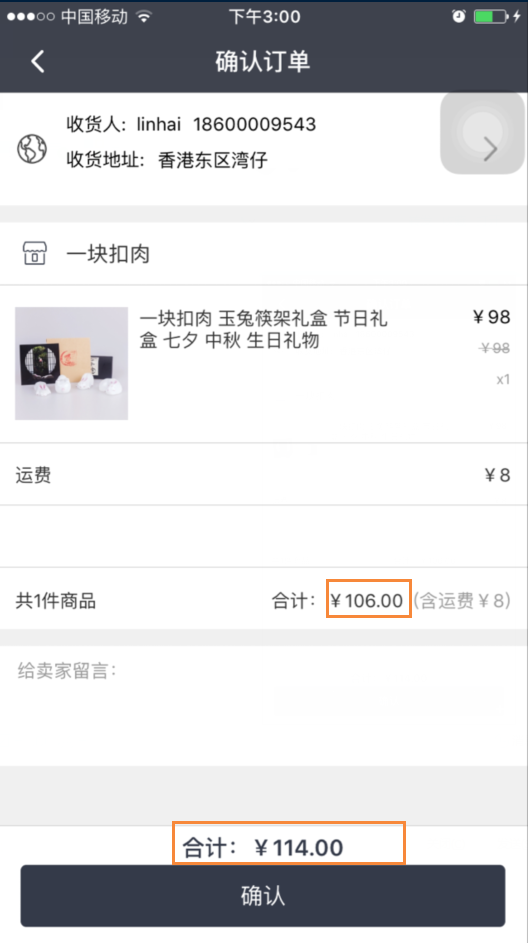 中国移动 下午3:00
确认订单
收货人: linhai 18600009543
收货地址: 香港东区湾仔
一块扣肉
一块扣肉 玉兔筷架礼盒 节日礼 ¥98
盒 七夕 中秋 生日礼物 ¥98
x1
运费 ¥8
共1件商品 合计: ¥106.00 (含运费¥8)
给卖家留言:
合计: ¥114.00
确认